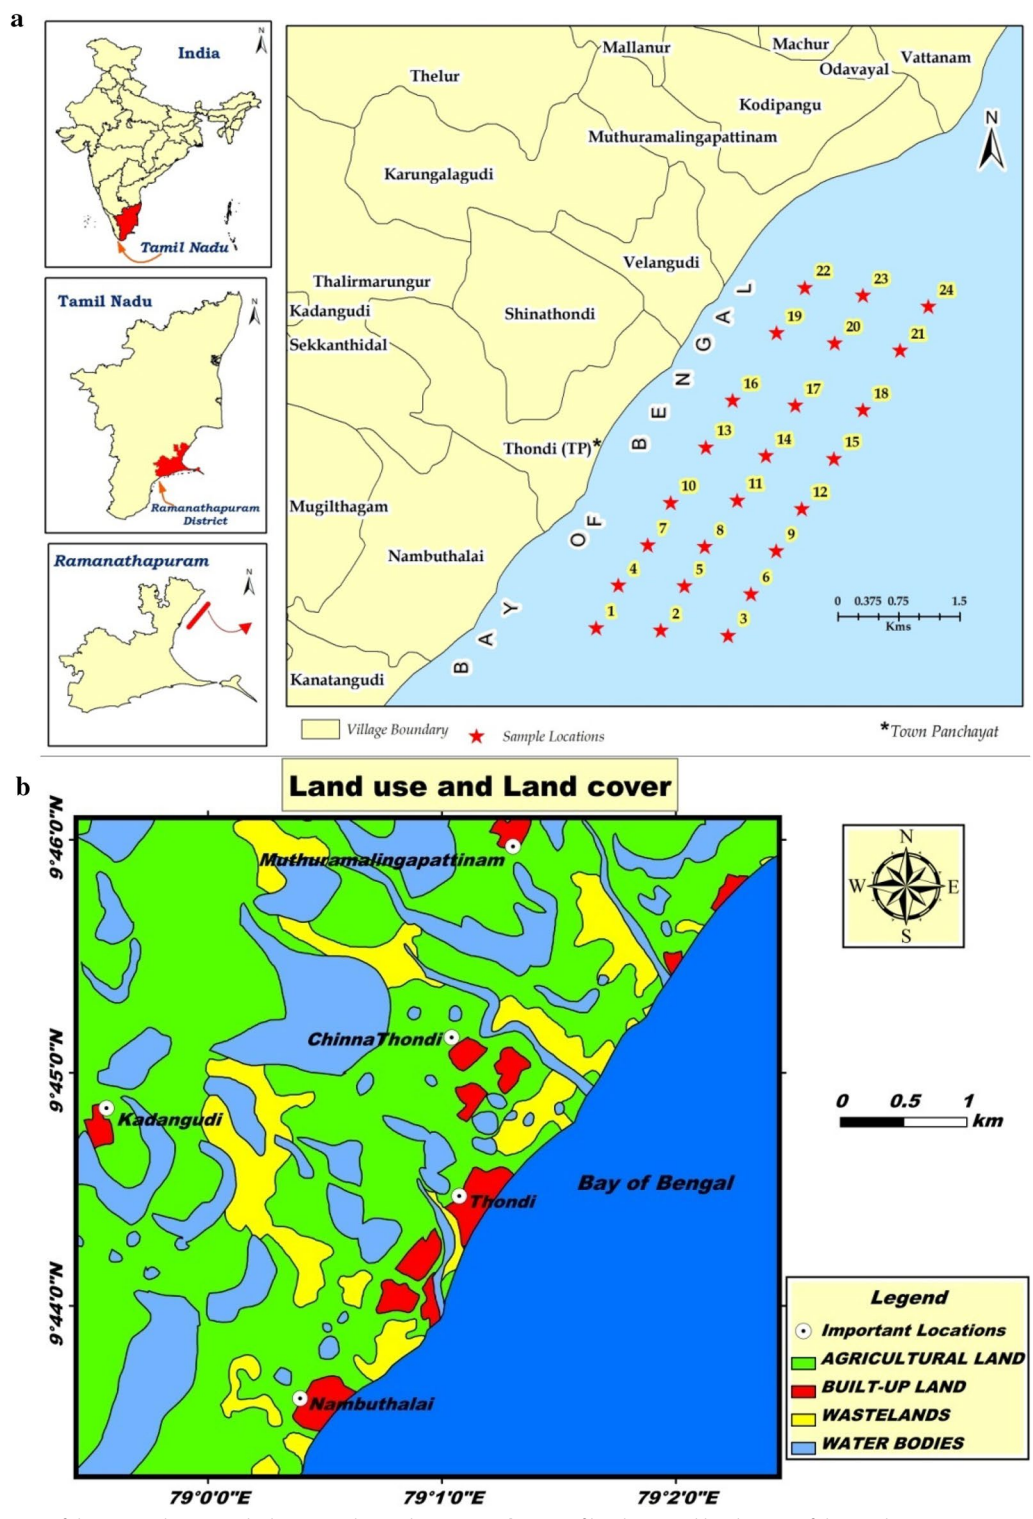 a
India
N
Tamil Nadu
Tamil Nadu
N
Ramanathapuram
District
Ramanathapuram
N
Mallanur
Machur
Vattanam
Odavayal
Thelur
Kodipangu
Muthuramalingapattinam
N
Karungalagudi
Velangudi
Thalirmarungur
Kadangudi
Shinathondi
Sekkanthidal
Thondi (TP)*
Mugilthagam
Nambuthalai
Kanatangudi
BAY OF BENGAL
22
23
24
19
20
21
16
17
18
13
14
15
10
11
12
7
8
9
4
5
6
1
2
3
0 0.375 0.75 1.5
Kms
Village Boundary
Sample Locations
*Town Panchayat
b
Land use and Land cover
9°46'0"N
9°45'0"N
9°44'0"N
Muthuramalingapattinam
ChinnaThondi
Kadangudi
Thondi
Bay of Bengal
Nambuthalai
79°0'0"E
79°1'0"E
79°2'0"E
N
W
E
S
0 0.5 1
km
Legend
Important Locations
AGRICULTURAL LAND
BUILT-UP LAND
WASTELANDS
WATER BODIES